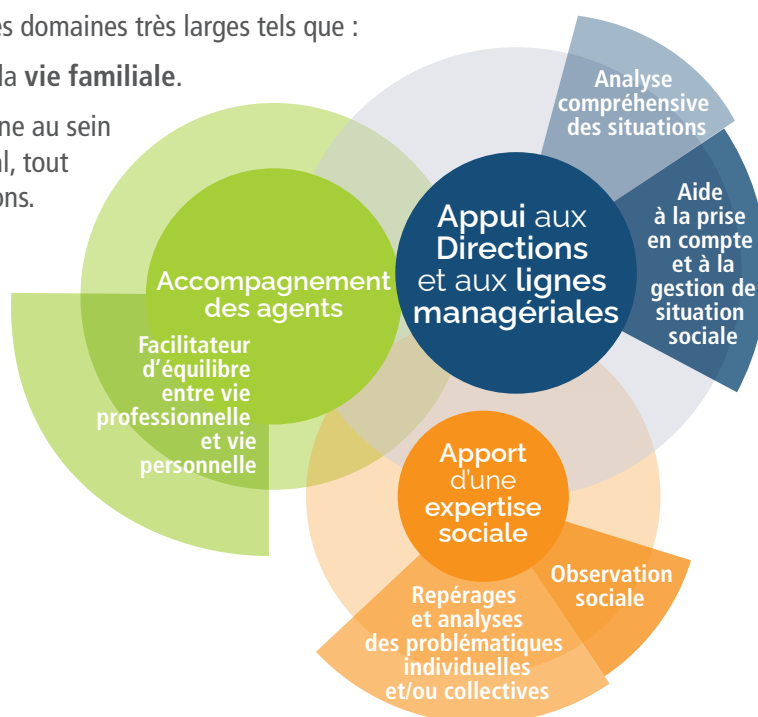 es domaines très larges tels que :
la vie familiale.
ne au sein
al, tout
ons.
Analyse
compréhensive
des situations
Aide
à la prise
en compte
et à la
gestion de
situation
sociale
Appui aux
Directions
et aux lignes
managériales
Accompagnement
des agents
Facilitateur
d’équilibre
entre vie
professionnelle
et vie
personnelle
Apport
d’une
expertise
sociale
Observation
sociale
Repérages
et analyses
des problématiques
individuelles
et/ou collectives